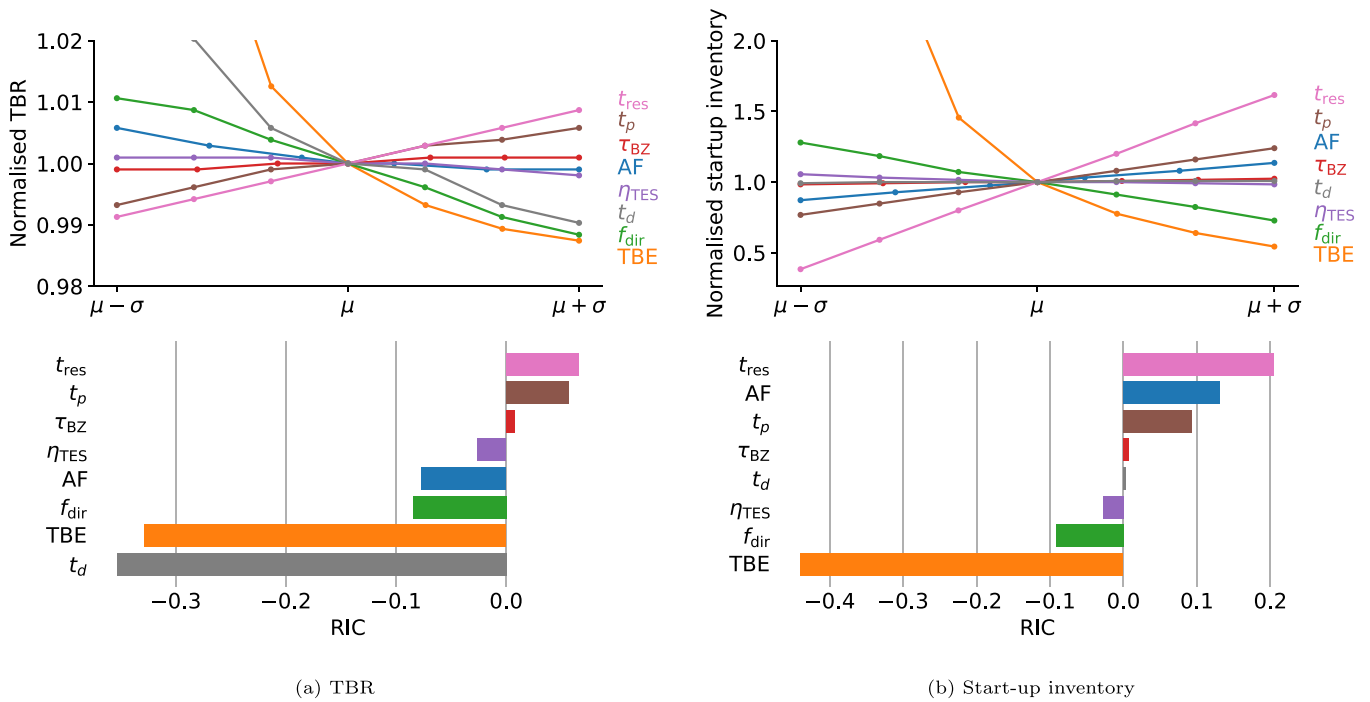 Normalised TBR
1.02
1.01
1.00
0.99
0.98
μ − σ
μ
μ + σ
t_res
t_p
τ_BZ
AF
η_TES
t_d
f_dir
TBE
t_res
t_p
τ_BZ
η_TES
AF
f_dir
TBE
t_d
−0.3
−0.2
−0.1
0.0
RIC
(a) TBR
Normalised startup inventory
2.0
1.5
1.0
0.5
μ − σ
μ
μ + σ
t_res
t_p
AF
τ_BZ
t_d
η_TES
f_dir
TBE
t_res
AF
t_p
τ_BZ
t_d
η_TES
f_dir
TBE
−0.4
−0.3
−0.2
−0.1
0.0
0.1
0.2
RIC
(b) Start-up inventory